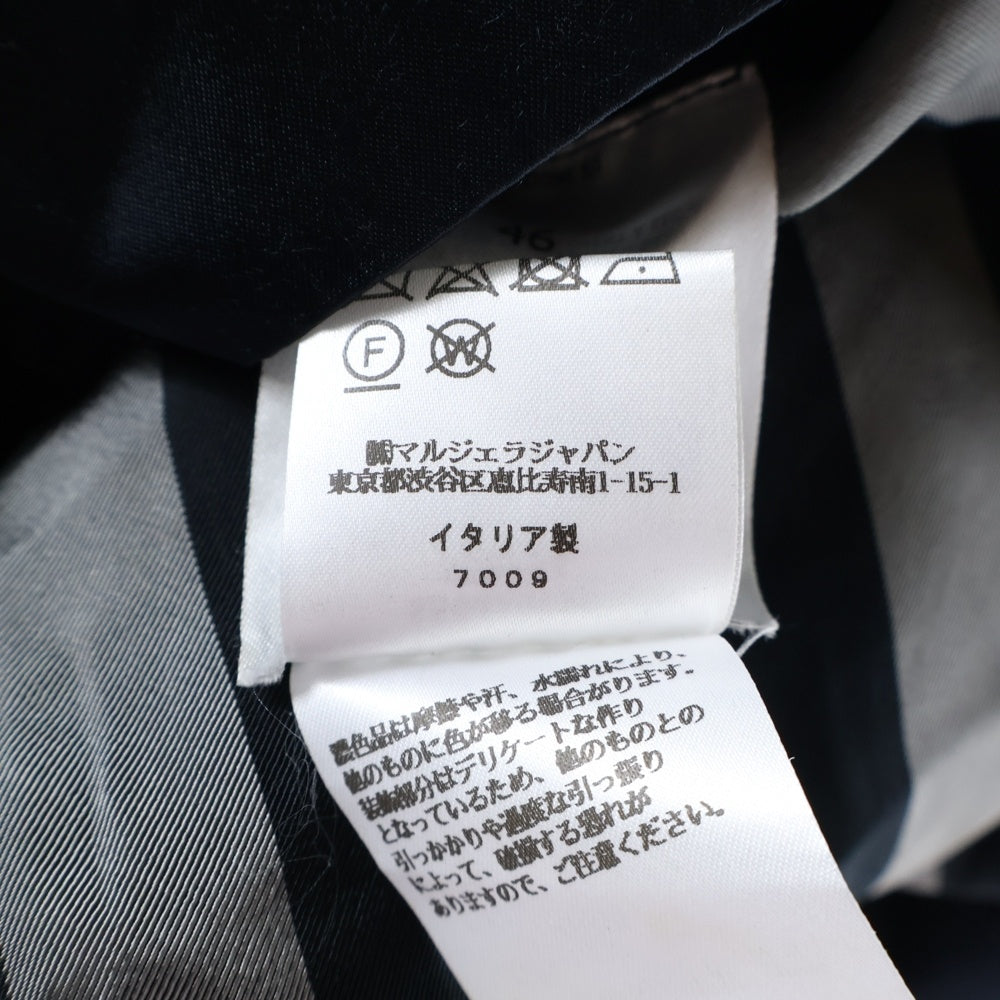 46
F
W
㈱マルジェラジャパン
東京都渋谷区恵比寿南1-15-1
イタリア製
7009
濃色品は摩擦や汗、水濡れにより、
他のものに色が移る場合がります。
装飾部分はデリケートな作り
となっているため、他のものとの
引っかかりや過度な引っ張り
によって、破損する恐れが
ありますので、ご注意ください。